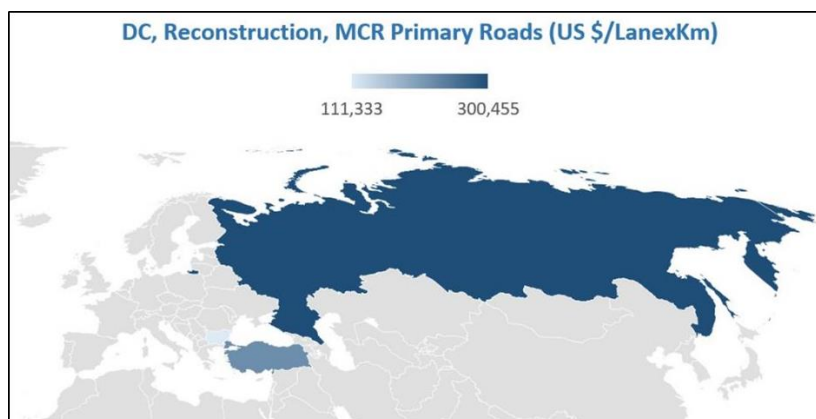 DC, Reconstruction, MCR Primary Roads (US $/LanexKm)
111,333 300,455